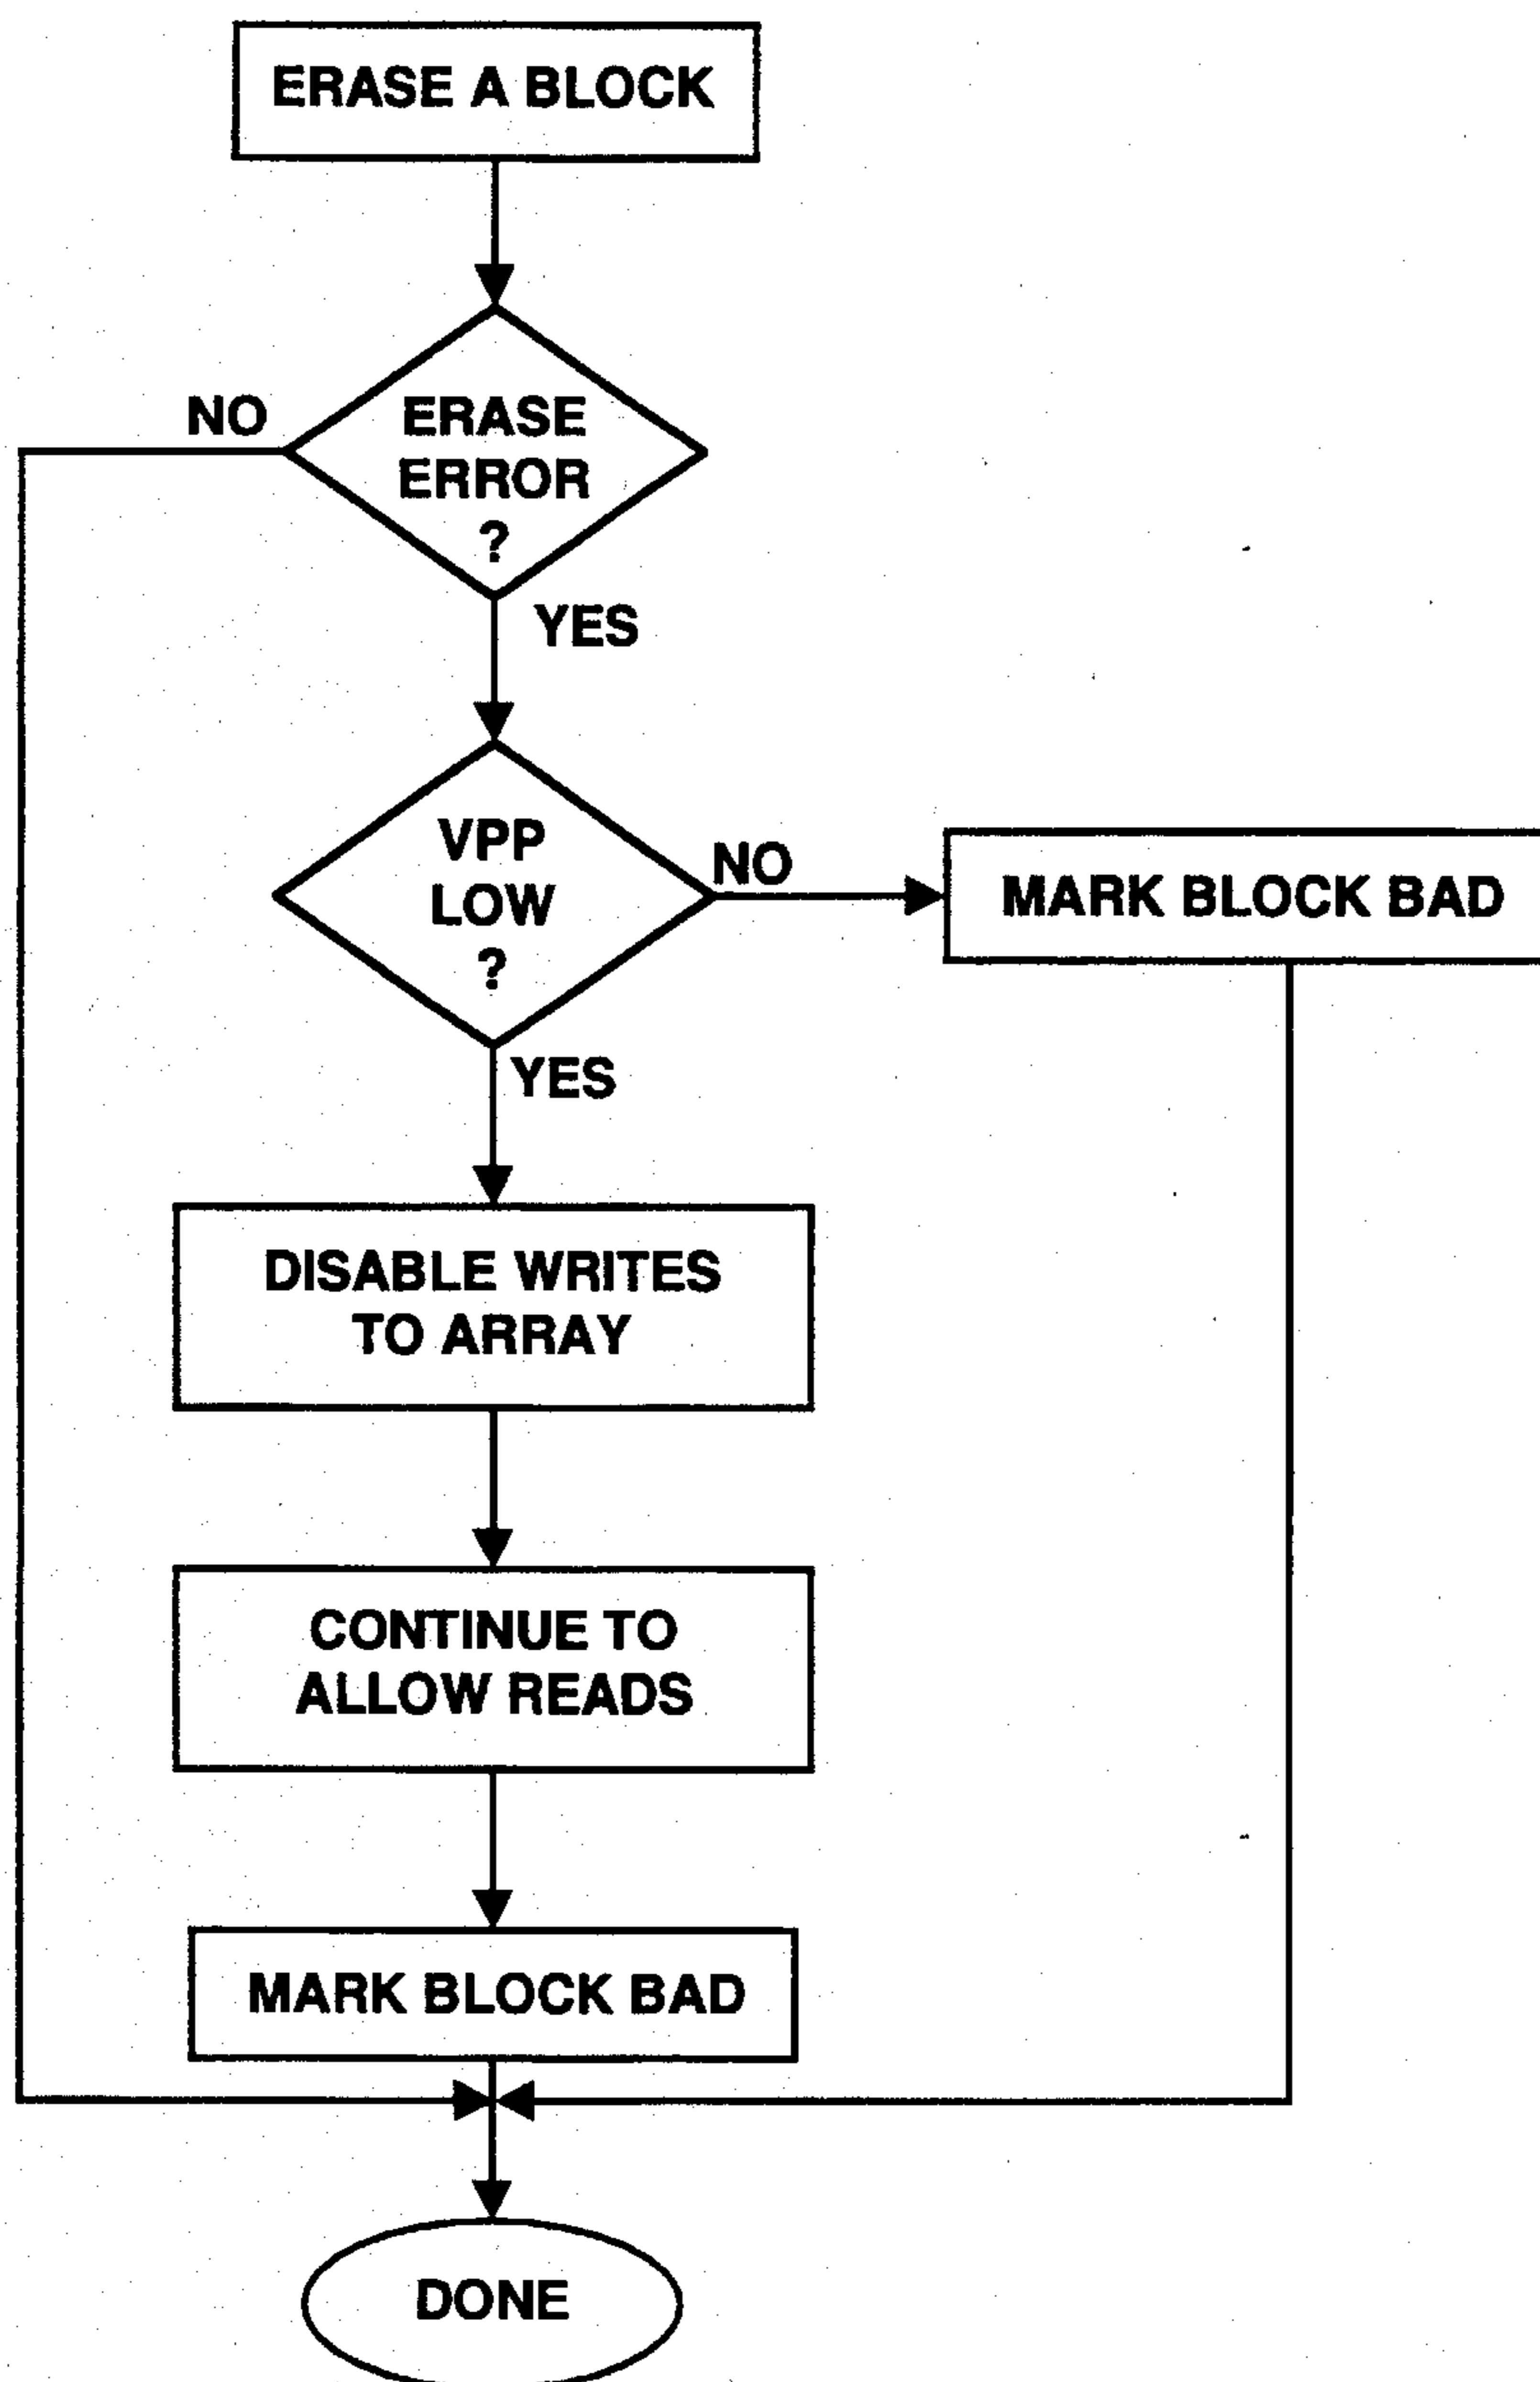 ERASE A BLOCK
NO
ERASE
ERROR
?
YES
VPP
LOW
?
NO
MARK BLOCK BAD
YES
DISABLE WRITES
TO ARRAY
CONTINUE TO
ALLOW READS
MARK BLOCK BAD
DONE